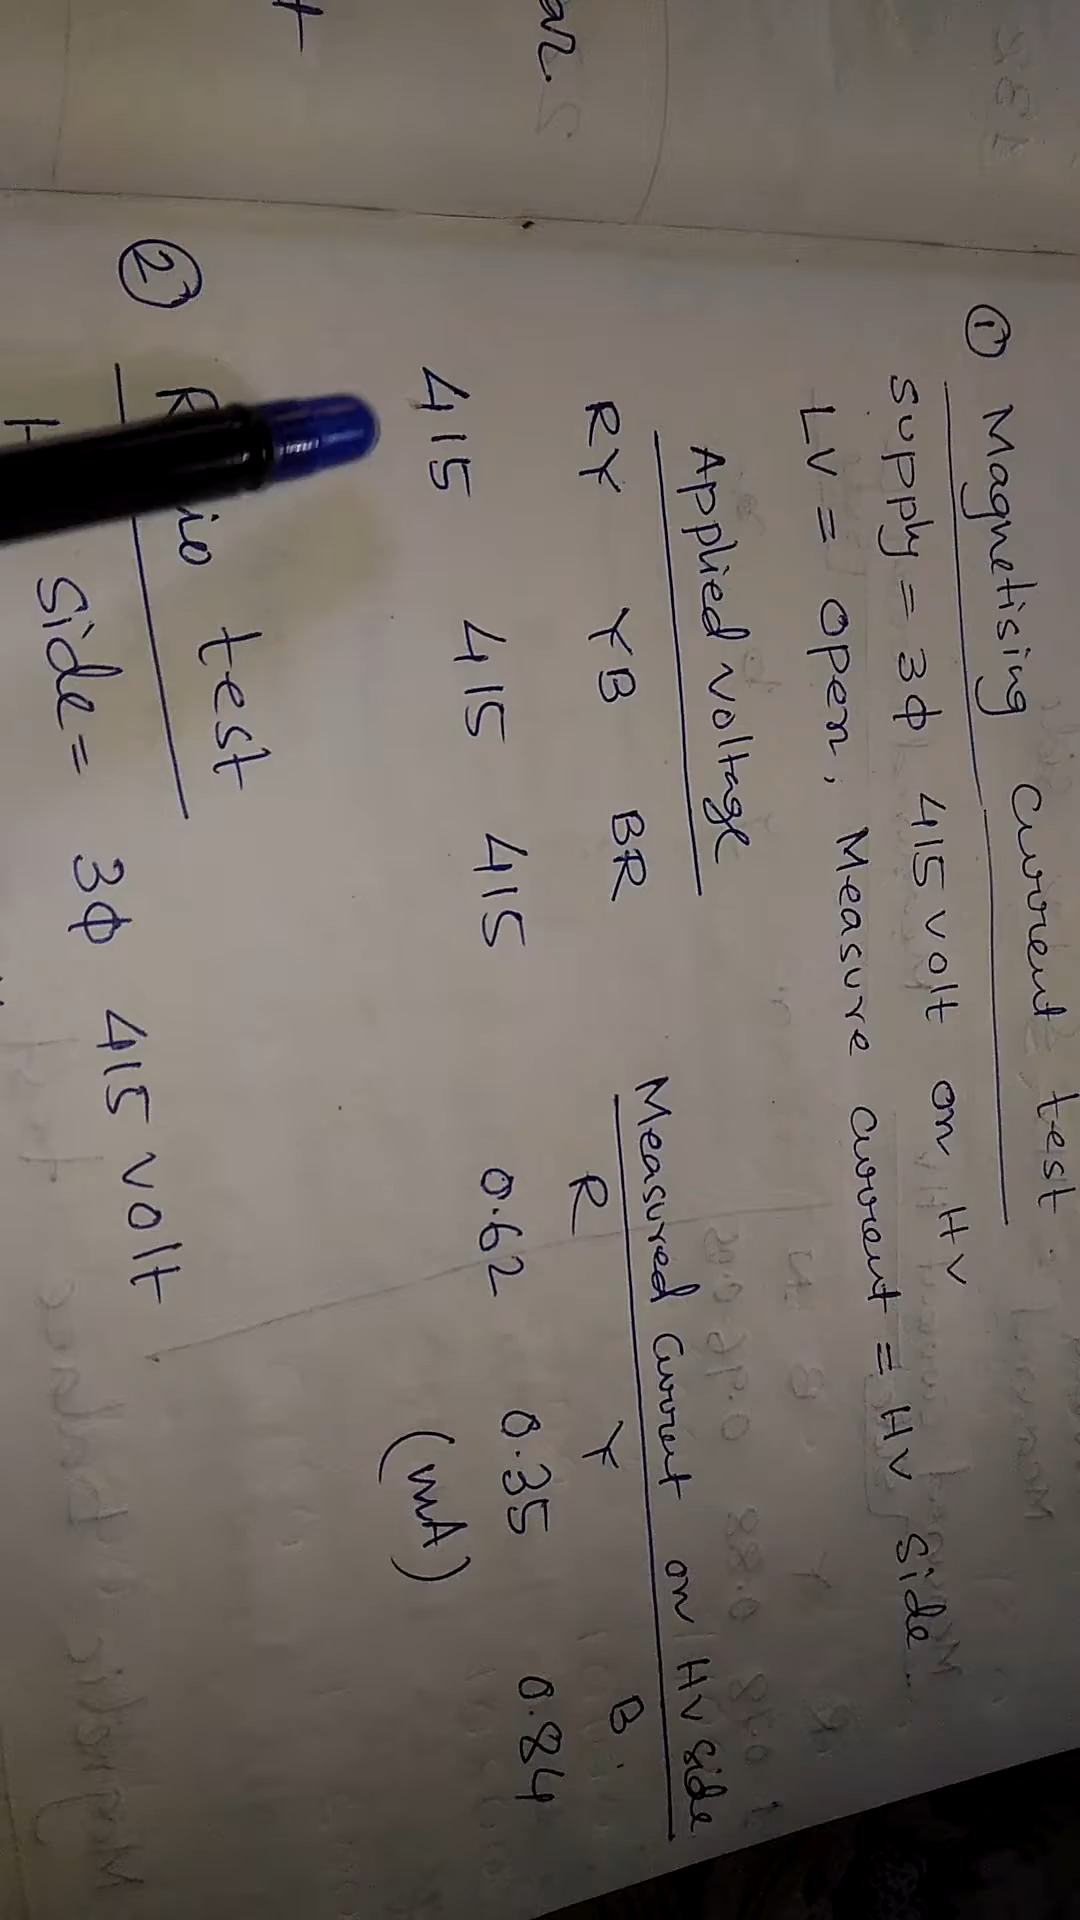 ① Magnetising current test.
supply = 3Φ 415 volt on HV
LV = open, Measure current = HV side.
Applied voltage
Measured current on HV side
RY YB BR R Y B
415 415 415 0.62 0.35 0.84
(mA)
② test
side = 3Φ 415 volt